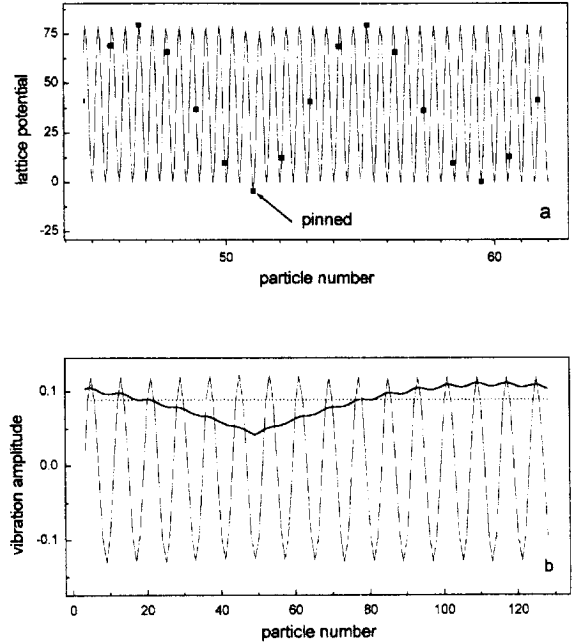 75
50
25
0
-25
lattice potential
pinned
a
50
60
particle number
0.1
0.0
-0.1
vibration amplitude
b
0
20
40
60
80
100
120
particle number